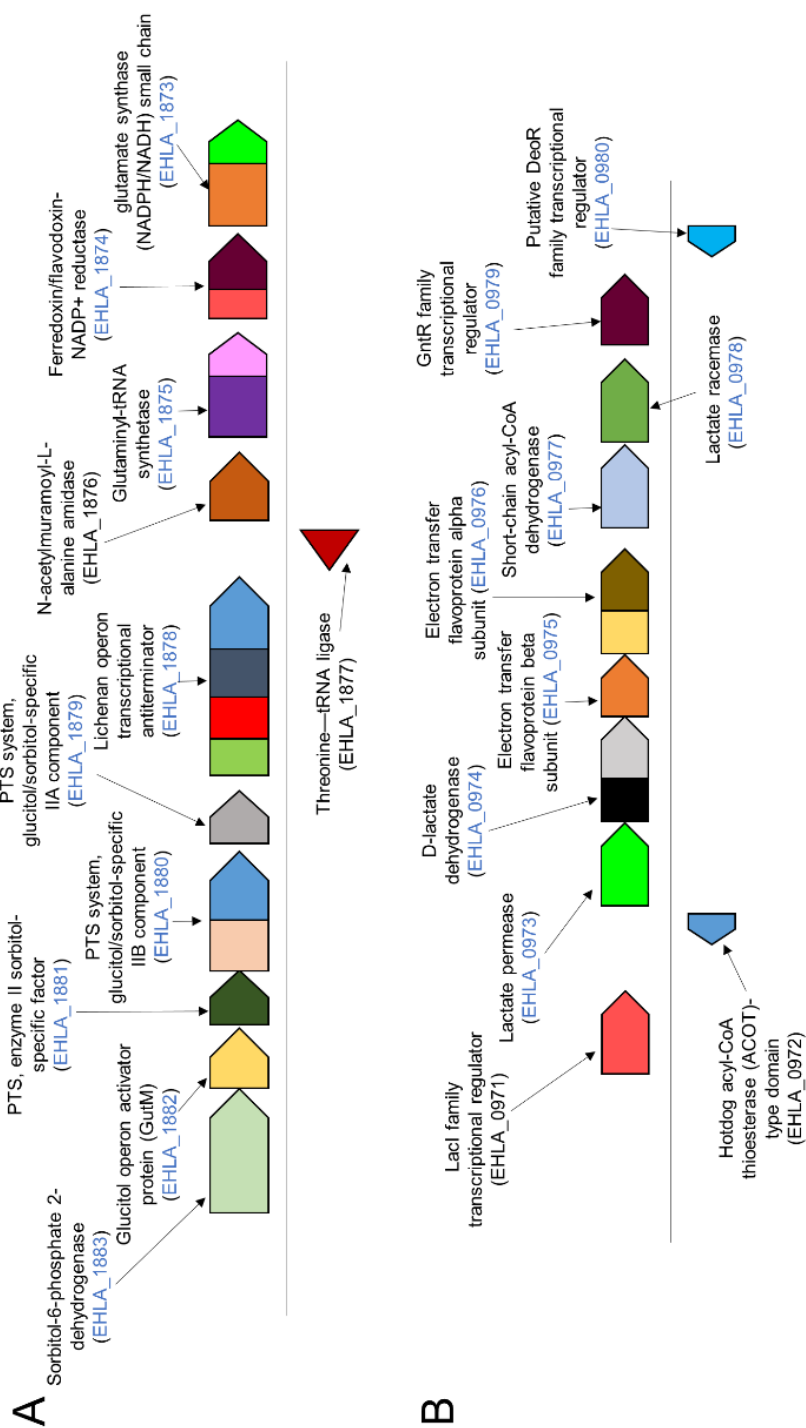 A
Sorbitol-6-phosphate 2-
dehydrogenase
(EHLA_1883)
Glucitol operon activator
protein (GutM)
(EHLA_1882)
PTS, enzyme II sorbitol-
specific factor
(EHLA_1881)
PTS system,
glucitol/sorbitol-specific
IIB component
(EHLA_1880)
PTS system,
glucitol/sorbitol-specific
IIA component
(EHLA_1879)
Lichenan operon
transcriptional
antiterminator
(EHLA_1878)
Threonine—tRNA ligase
(EHLA_1877)
N-acetylmuramoyl-L-
alanine amidase
(EHLA_1876)
Glutaminyl-tRNA
synthetase
(EHLA_1875)
Ferredoxin/flavodoxin-
NADP+ reductase
(EHLA_1874)
glutamate synthase
(NADPH/NADH) small chain
(EHLA_1873)
B
LacI family
transcriptional regulator
(EHLA_0971)
Hotdog acyl-CoA
thioesterase (ACOT)-
type domain
(EHLA_0972)
Lactate permease
(EHLA_0973)
D-lactate
dehydrogenase
(EHLA_0974)
Electron transfer
flavoprotein beta
subunit (EHLA_0975)
Electron transfer
flavoprotein alpha
subunit (EHLA_0976)
Short-chain acyl-CoA
dehydrogenase
(EHLA_0977)
Lactate racemase
(EHLA_0978)
GntR family
transcriptional
regulator
(EHLA_0979)
Putative DeoR
family transcriptional
regulator
(EHLA_0980)